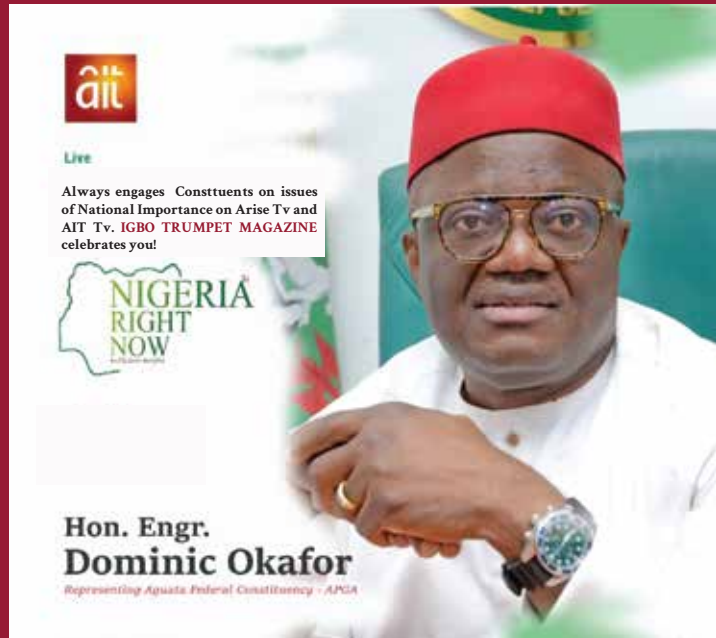 âit
Live
Always engages Consttuents on issues
of National Importance on Arise Tv and
AIT Tv. IGBO TRUMPET MAGAZINE
celebrates you!
NIGERIA
RIGHT
NOW
Hon. Engr.
Dominic Okafor
Representing Aguata Federal Constituency - APGA